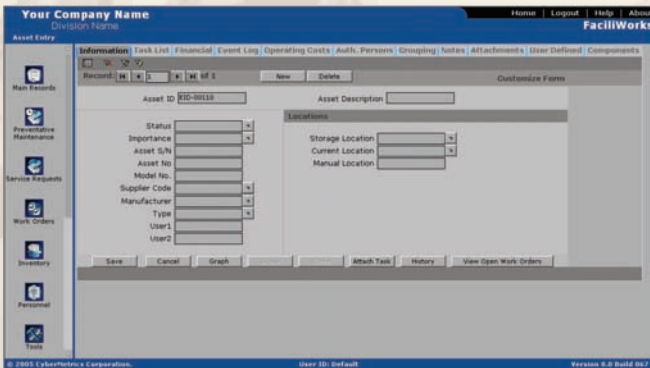 Your Company Name
Division Name
Asset Entry
Home | Logout | Help | About
FaciliWorks
Information Task List Financial Event Log Operating Costs Auth. Persons Grouping Notes Attachments User Defined Components
Record: 1 of 1 New Delete Customize Form
Asset ID RID-00110 Asset Description
Status
Importance
Asset S/N
Asset No
Model No.
Supplier Code
Manufacturer
Type
User1
User2
Locations
Storage Location
Current Location
Manual Location
Save Cancel Graph Attach Task History View Open Work Orders
Main Records
Preventative
Maintenance
Service Requests
Work Orders
Inventory
Personnel
Tools
© 2005 CyberMetrics Corporation. User ID: Default Version 8.0 Build 067